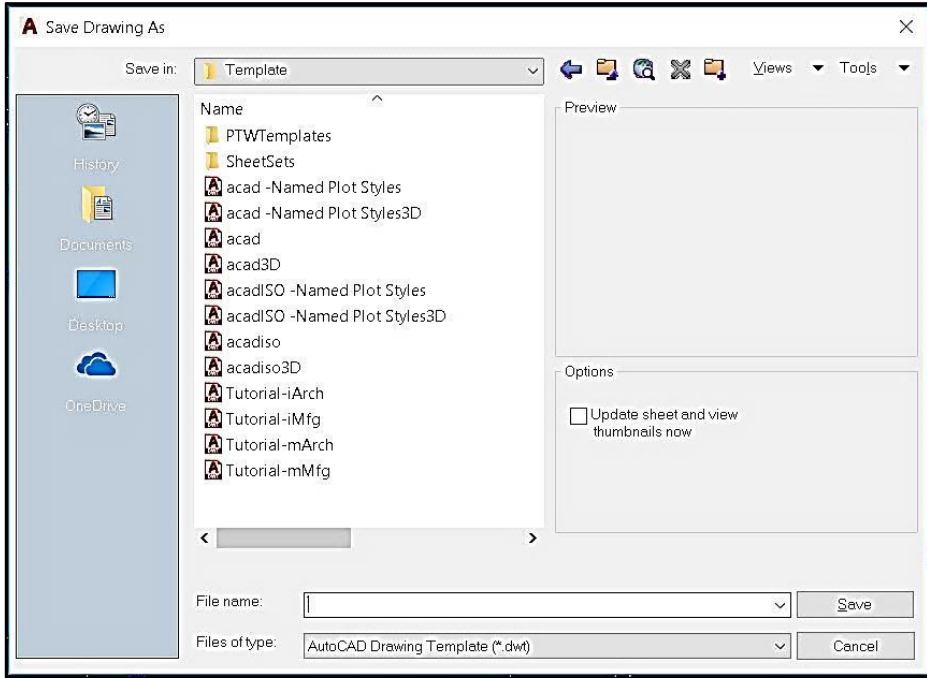 A Save Drawing As
Save in:
Template
Views
Tools
History
Documents
Desktop
OneDrive
Name
PTWTemplates
SheetSets
acad -Named Plot Styles
acad -Named Plot Styles3D
acad
acad3D
acadISO -Named Plot Styles
acadISO -Named Plot Styles3D
acadiso
acadiso3D
Tutorial-iArch
Tutorial-iMfg
Tutorial-mArch
Tutorial-mMfg
Preview
Options
Update sheet and view
thumbnails now
File name:
Save
Files of type:
AutoCAD Drawing Template (*.dwt)
Cancel